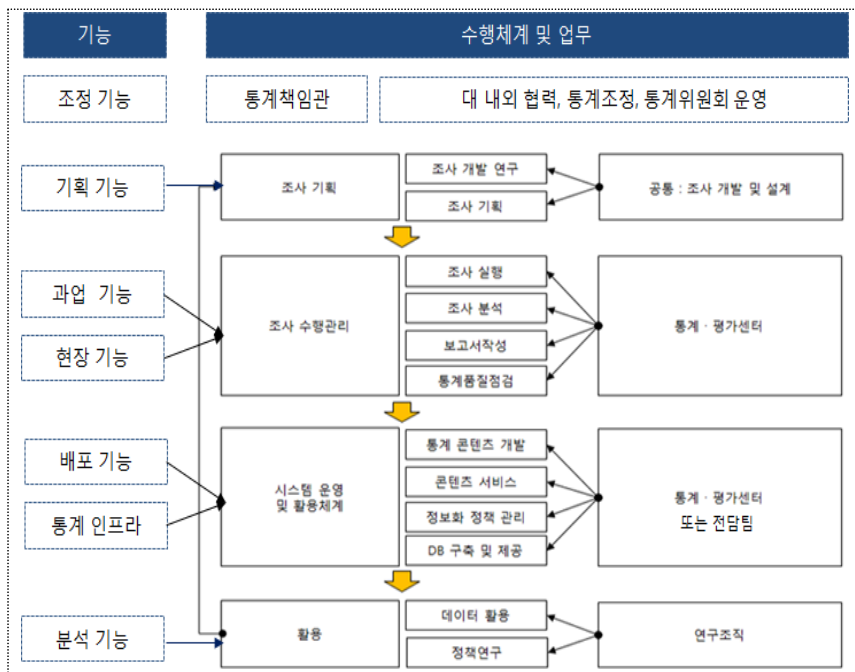 기능
수행체계 및 업무
조정 기능
통계책임관
대 내외 협력, 통계조정, 통계위원회 운영
기획 기능
조사 기획
조사 개발 연구
조사 기획
공통 : 조사 개발 및 설계
과업 기능
현장 기능
조사 수행관리
조사 실행
조사 분석
보고서작성
통계품질점검
통계 · 평가센터
배포 기능
통계 인프라
시스템 운영
및 활용체계
통계 콘텐츠 개발
콘텐츠 서비스
정보화 정책 관리
DB 구축 및 제공
통계 · 평가센터
또는 전담팀
분석 기능
활용
데이터 활용
정책연구
연구조직